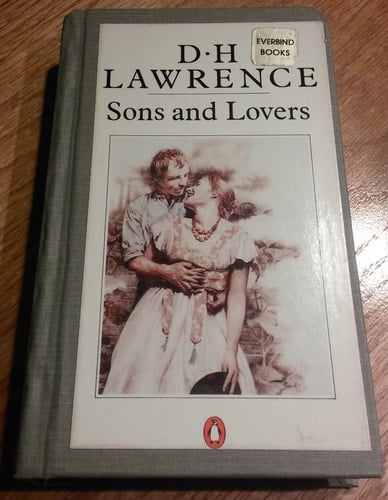 D·H
LAWRENCE
Sons and Lovers
EVERBIND
BOOKS